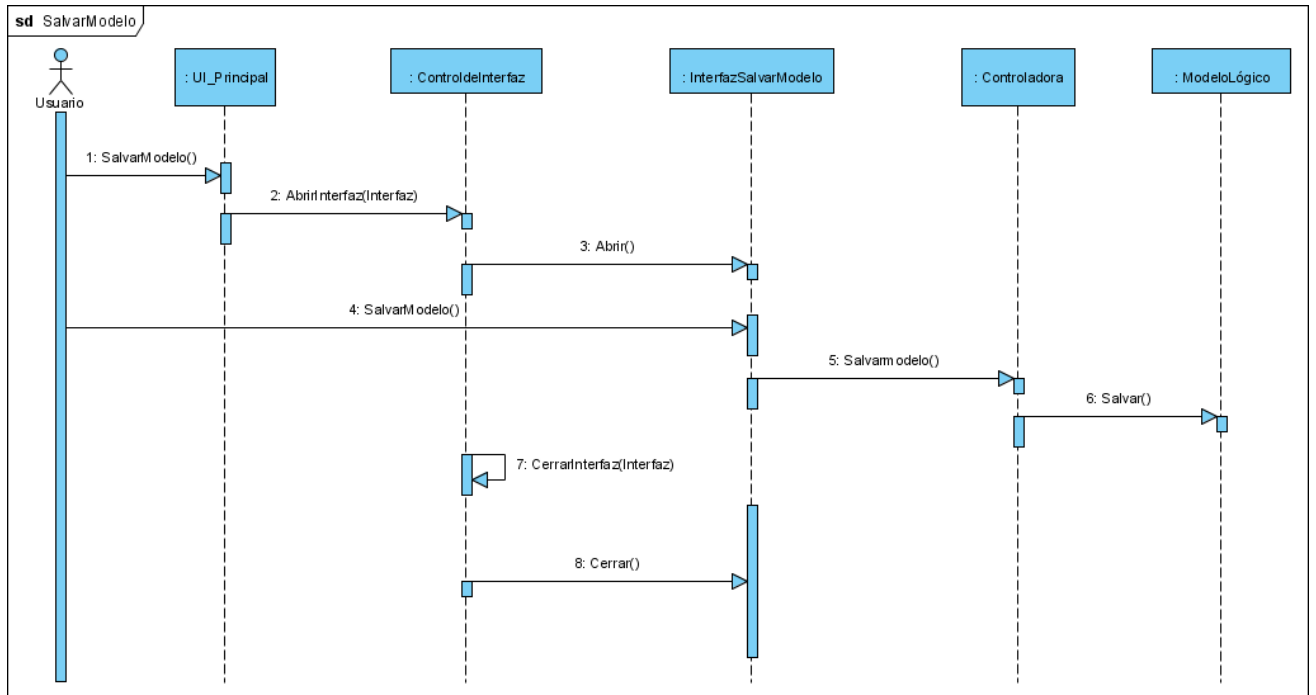 sd SalvarModelo
Usuario
: UI_Principal
: ControldeInterfaz
: InterfazSalvarModelo
: Controladora
: ModeloLógico
1: SalvarModelo()
2: AbrirInterfaz(Interfaz)
3: Abrir()
4: SalvarModelo()
5: Salvarmodelo()
6: Salvar()
7: CerrarInterfaz(Interfaz)
8: Cerrar()